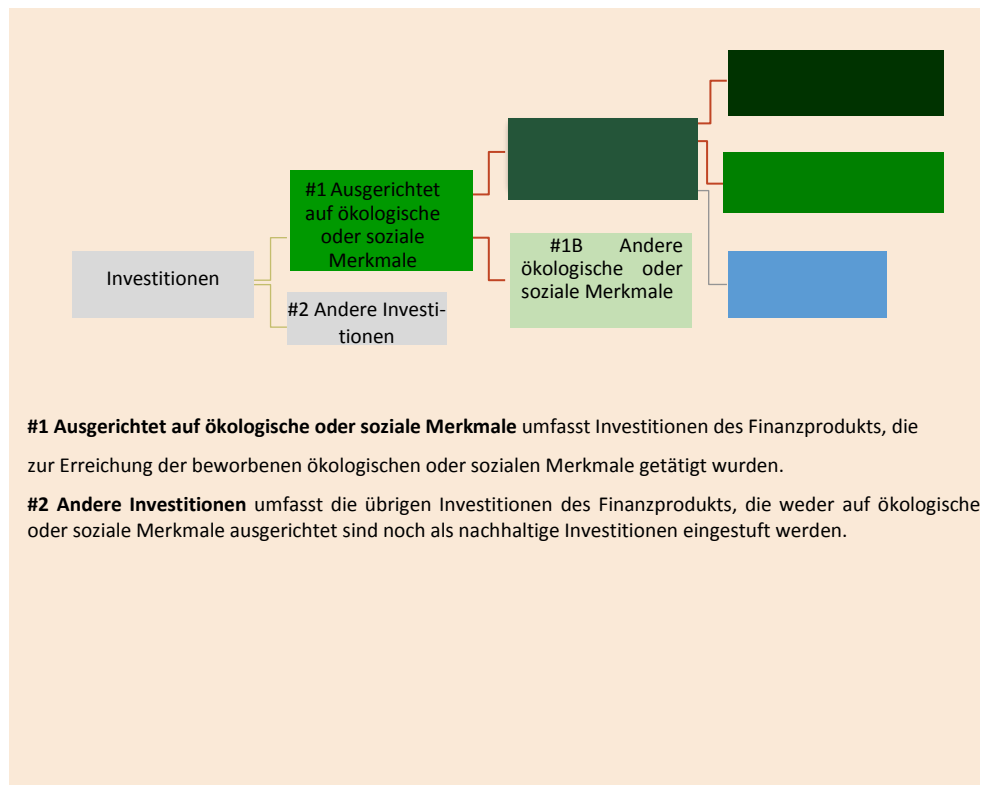 #1 Ausgerichtet
auf ökologische
oder soziale
Merkmale
#1B Andere
ökologische oder
soziale Merkmale
Investitionen
#2 Andere Investi-
tionen
#1 Ausgerichtet auf ökologische oder soziale Merkmale umfasst Investitionen des Finanzprodukts, die
zur Erreichung der beworbenen ökologischen oder sozialen Merkmale getätigt wurden.
#2 Andere Investitionen umfasst die übrigen Investitionen des Finanzprodukts, die weder auf ökologische
oder soziale Merkmale ausgerichtet sind noch als nachhaltige Investitionen eingestuft werden.